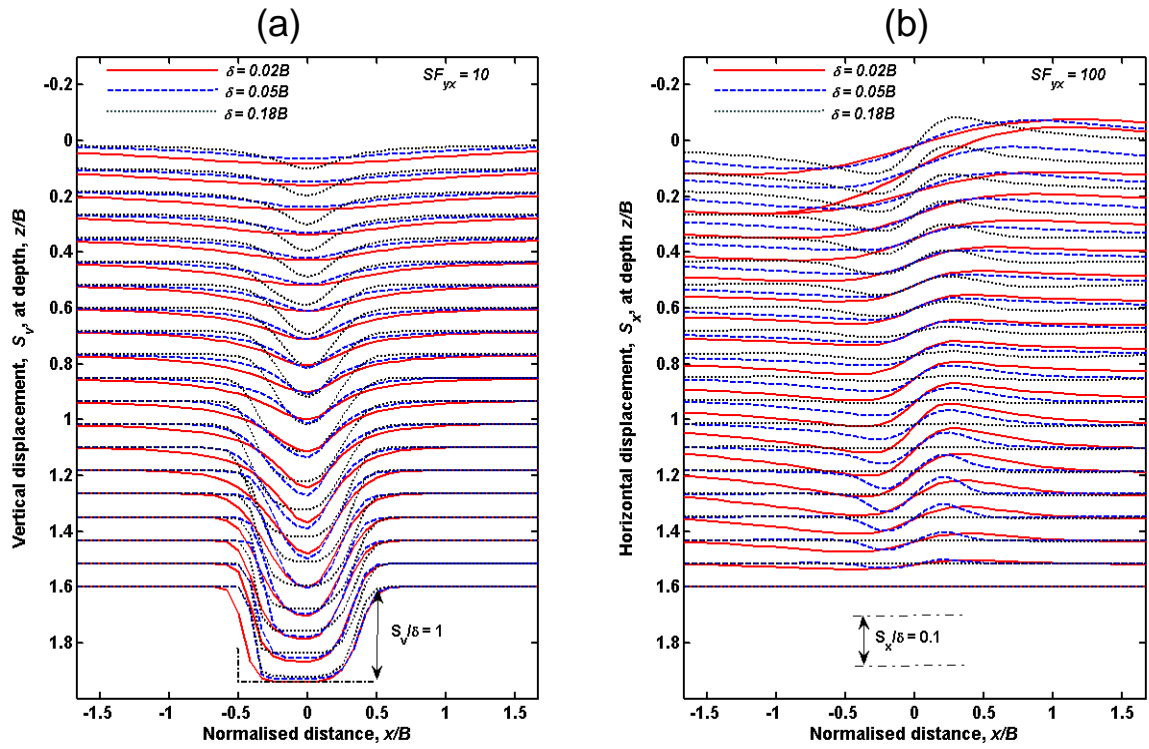 (a)
(b)
δ = 0.02B
δ = 0.05B
δ = 0.18B
SF_yx = 10
-0.2
0
0.2
0.4
0.6
0.8
1
1.2
1.4
1.6
1.8
-1.5 -1 -0.5 0 0.5 1 1.5
Vertical displacement, S_v, at depth, z/B
Normalised distance, x/B
S_v/δ = 1
δ = 0.02B
δ = 0.05B
δ = 0.18B
SF_yx = 100
-0.2
0
0.2
0.4
0.6
0.8
1
1.2
1.4
1.6
1.8
-1.5 -1 -0.5 0 0.5 1 1.5
Horizontal displacement, S_x, at depth z/B
Normalised distance, x/B
S_x/δ = 0.1